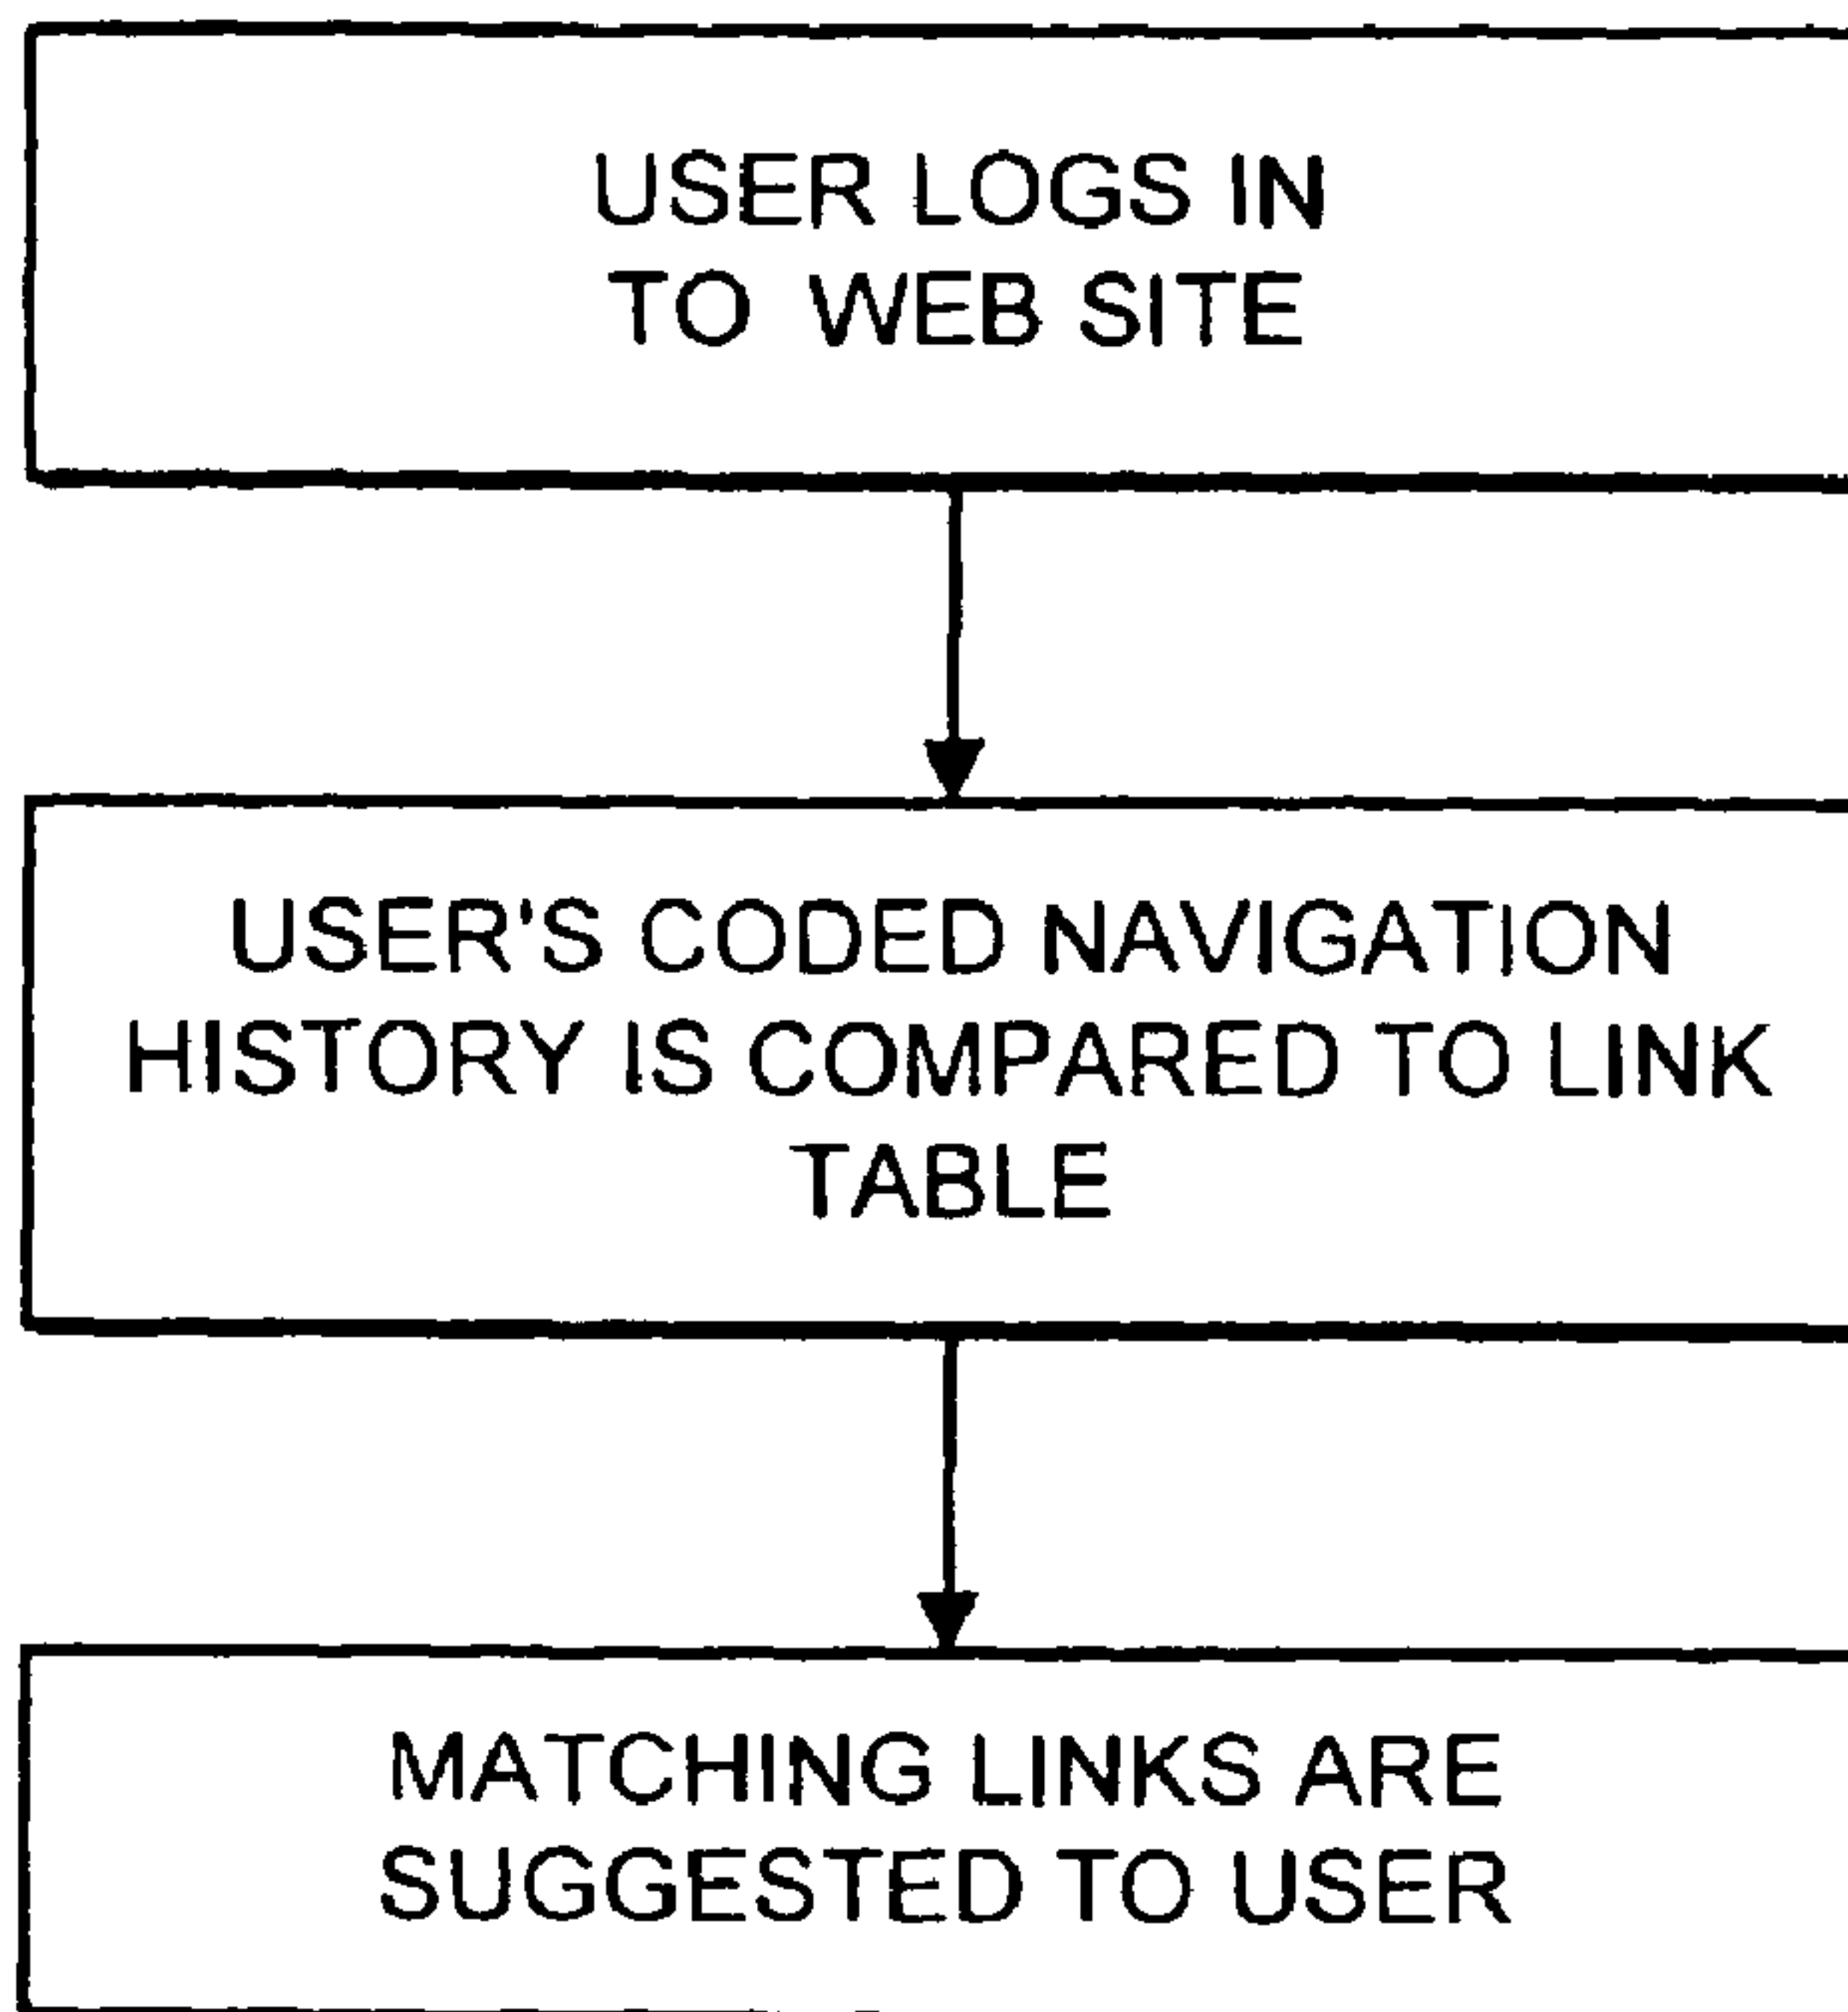 USER LOGS IN
TO WEB SITE
USER'S CODED NAVIGATION
HISTORY IS COMPARED TO LINK
TABLE
MATCHING LINKS ARE
SUGGESTED TO USER